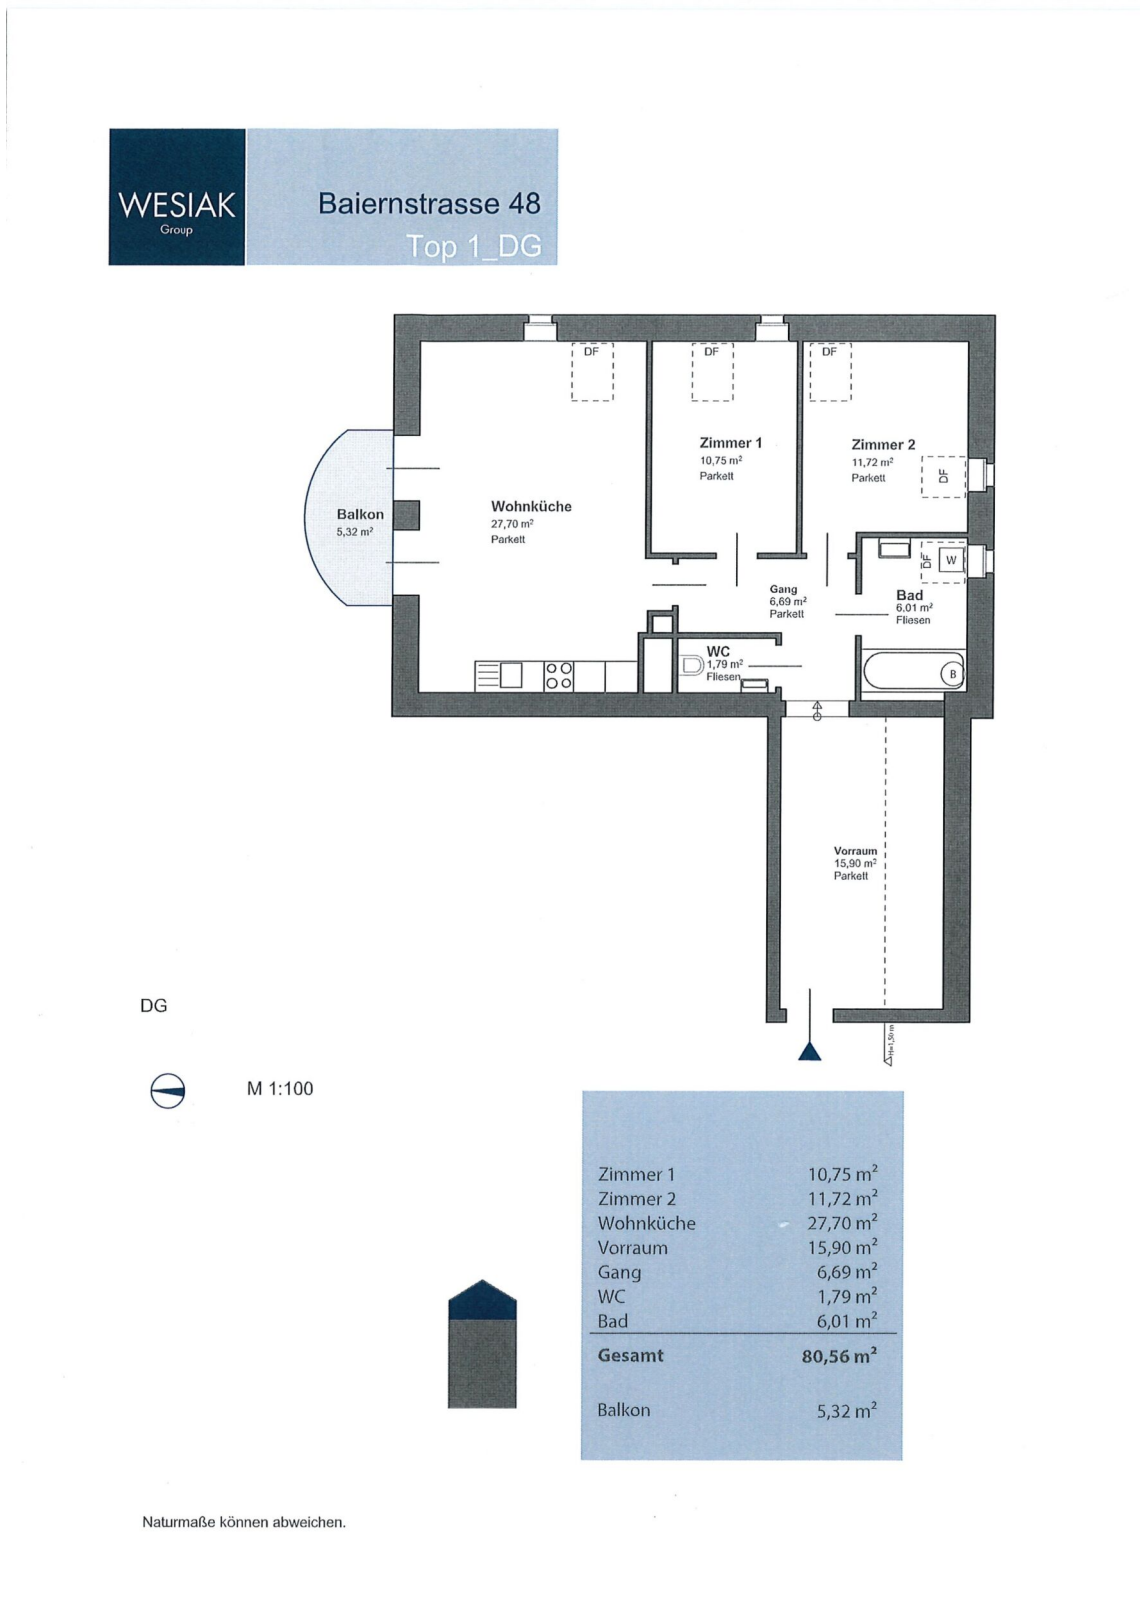 WESIAK
Group
Baiernstrasse 48
Top 1_DG
DF
DF
DF
Zimmer 1
10,75 m²
Parkett
Zimmer 2
11,72 m²
Parkett
DF
Balkon
5,32 m²
Wohnküche
27,70 m²
Parkett
DF
W
Gang
6,69 m²
Parkett
Bad
6,01 m²
Fliesen
WC
1,79 m²
Fliesen
B
Vorraum
15,90 m²
Parkett
H=1,50 m
DG
M 1:100
Zimmer 1 10,75 m²
Zimmer 2 11,72 m²
Wohnküche 27,70 m²
Vorraum 15,90 m²
Gang 6,69 m²
WC 1,79 m²
Bad 6,01 m²
Gesamt 80,56 m²
Balkon 5,32 m²
Naturmaße können abweichen.